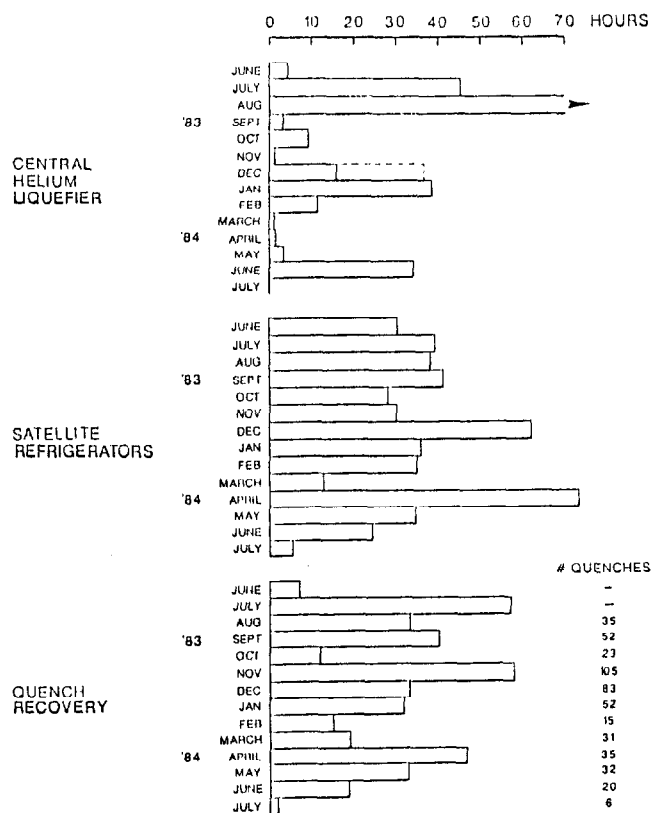 0 10 20 30 40 50 60 70 HOURS
JUNE
JULY
AUG
'83 SEPT
OCT
NOV
CENTRAL HELIUM LIQUEFIER
DEC
JAN
FEB
MARCH
'84 APRIL
MAY
JUNE
JULY
JUNE
JULY
AUG
'83 SEPT
OCT
NOV
SATELLITE REFRIGERATORS
DEC
JAN
FEB
MARCH
'84 APRIL
MAY
JUNE
JULY
# QUENCHES
JUNE –
JULY –
AUG 35
'83 SEPT 52
OCT 23
NOV 105
QUENCH RECOVERY
DEC 83
JAN 52
FEB 15
MARCH 31
'84 APRIL 35
MAY 32
JUNE 20
JULY 6